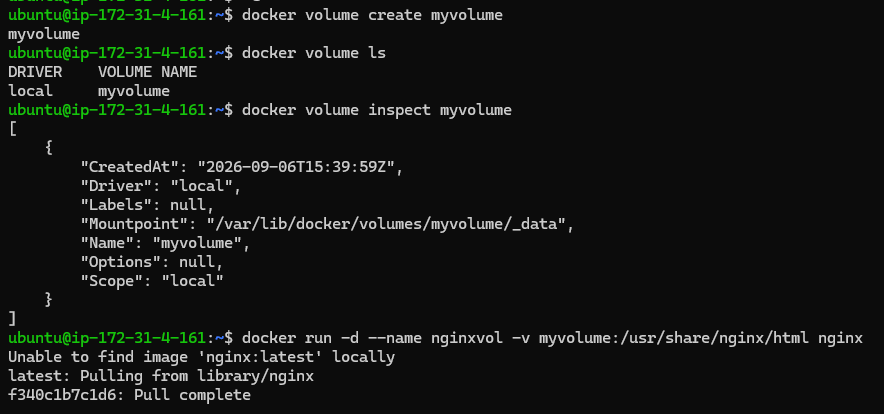 ubuntu@ip-172-31-4-161:~$ docker volume create myvolume
myvolume
ubuntu@ip-172-31-4-161:~$ docker volume ls
DRIVER    VOLUME NAME
local     myvolume
ubuntu@ip-172-31-4-161:~$ docker volume inspect myvolume
[
    {
        "CreatedAt": "2026-09-06T15:39:59Z",
        "Driver": "local",
        "Labels": null,
        "Mountpoint": "/var/lib/docker/volumes/myvolume/_data",
        "Name": "myvolume",
        "Options": null,
        "Scope": "local"
    }
]
ubuntu@ip-172-31-4-161:~$ docker run -d --name nginxvol -v myvolume:/usr/share/nginx/html nginx
Unable to find image 'nginx:latest' locally
latest: Pulling from library/nginx
f340c1b7c1d6: Pull complete